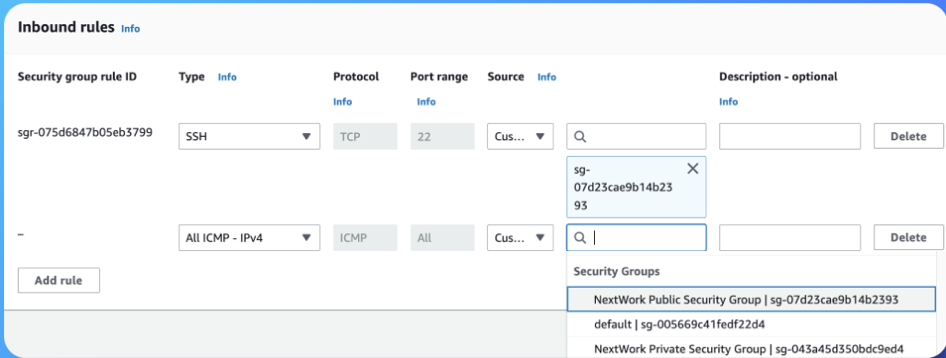 Inbound rules Info
Security group rule ID Type Info Protocol Port range Source Info Description - optional
Info Info Info
sgr-075d6847b05eb3799 SSH TCP 22 Cus... Delete
sg-
07d23cae9b14b23
93
– All ICMP - IPv4 ICMP All Cus... Delete
Add rule
Security Groups
NextWork Public Security Group | sg-07d23cae9b14b2393
default | sg-005669c41fedf22d4
NextWork Private Security Group | sg-043a45d350bdc9ed4